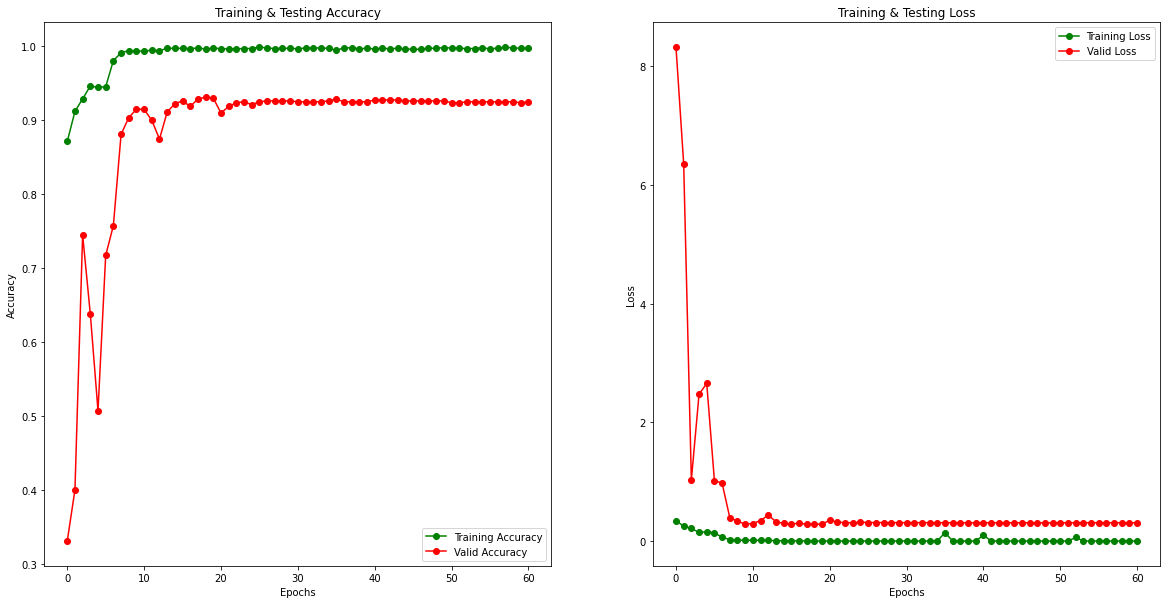 Training & Testing Accuracy
1.0
0.9
0.8
0.7
0.6
0.5
0.4
0.3
Accuracy
0 10 20 30 40 50 60
Epochs
Training Accuracy
Valid Accuracy
Training & Testing Loss
8
6
4
2
0
Loss
0 10 20 30 40 50 60
Epochs
Training Loss
Valid Loss